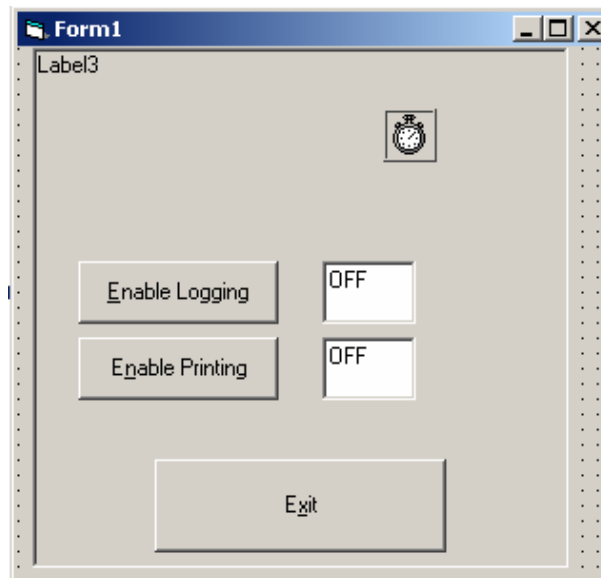 Form1
Label3
Enable Logging
OFF
Enable Printing
OFF
Exit